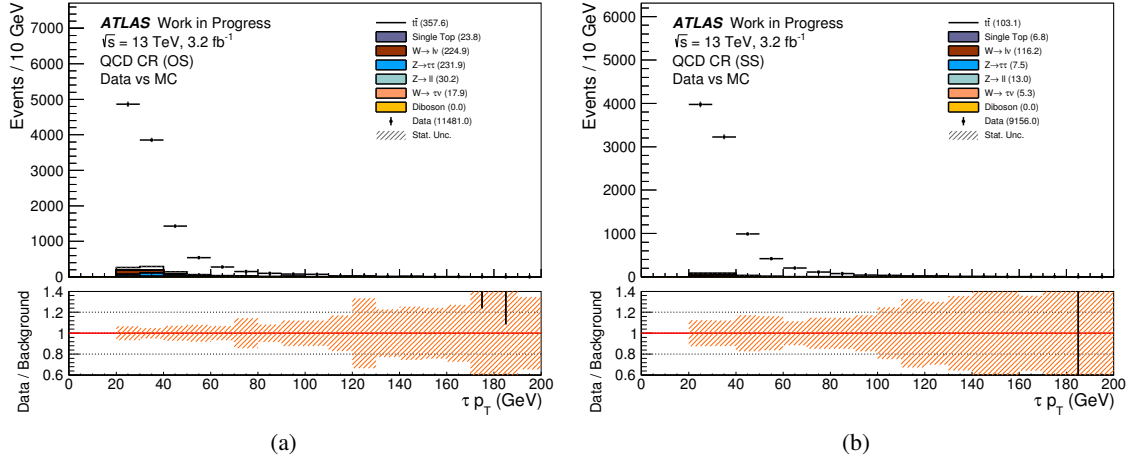 ATLAS Work in Progress
√s = 13 TeV, 3.2 fb⁻¹
QCD CR (OS)
Data vs MC
tt̄ (357.6)
Single Top (23.8)
W→ lν (224.9)
Z→ττ (231.9)
Z→ ll (30.2)
W→ τν (17.9)
Diboson (0.0)
Data (11481.0)
Stat. Unc.
Events / 10 GeV
9000
8000
7000
6000
5000
4000
3000
2000
1000
0
Data / Background
1.4
1.2
1
0.8
0.6
0 20 40 60 80 100 120 140 160 180 200
τ p_T (GeV)
(a)
ATLAS Work in Progress
√s = 13 TeV, 3.2 fb⁻¹
QCD CR (SS)
Data vs MC
tt̄ (103.1)
Single Top (6.8)
W→ lν (116.2)
Z→ττ (7.5)
Z→ ll (13.0)
W→ τν (5.3)
Diboson (0.0)
Data (9156.0)
Stat. Unc.
Events / 10 GeV
6000
5000
4000
3000
2000
1000
0
Data / Background
1.4
1.2
1
0.8
0.6
0 20 40 60 80 100 120 140 160 180 200
τ p_T (GeV)
(b)